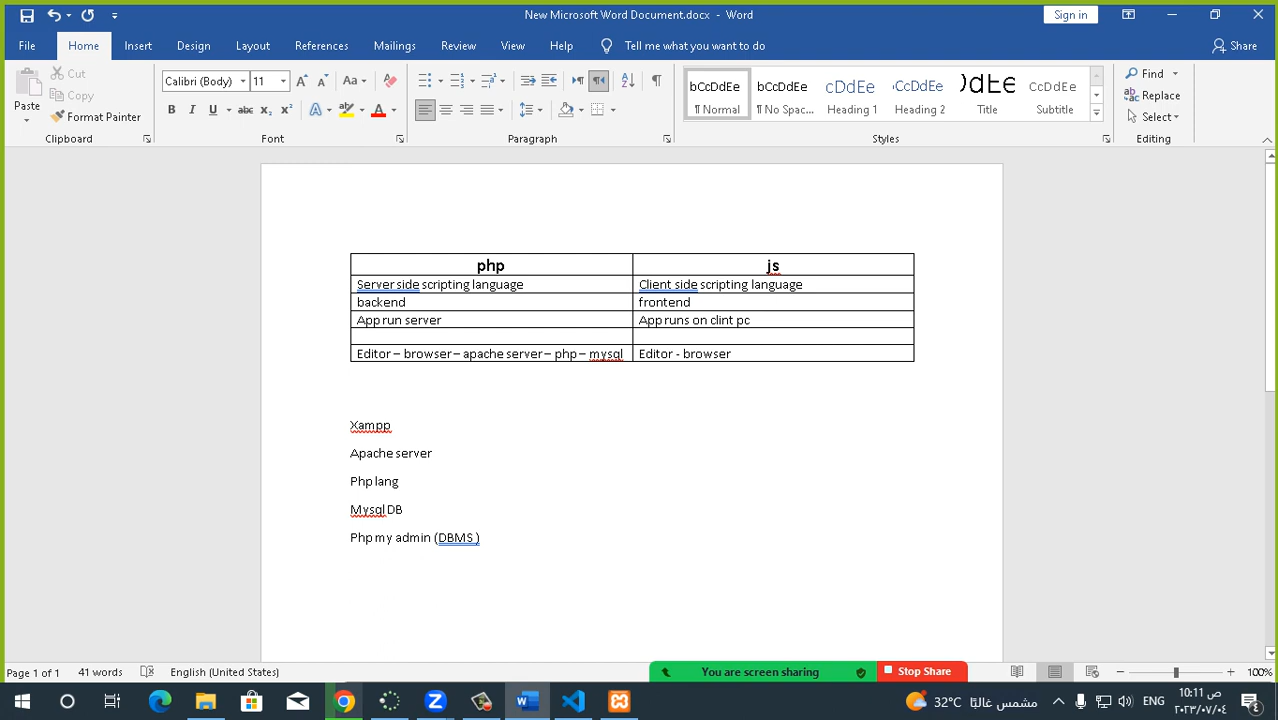 New Microsoft Word Document.docx - Word
Sign in
File Home Insert Design Layout References Mailings Review View Help Tell me what you want to do Share
Paste
Cut
Copy
Format Painter
Clipboard
Calibri (Body) 11
Font
Paragraph
bCcDdEe bCcDdEe cCdDdE cCcDdEe DdEe CcDdEe
¶ Normal ¶ No Spac... Heading 1 Heading 2 Title Subtitle
Styles
Find
Replace
Select
Editing
php js
Server side scripting language Client side scripting language
backend frontend
App run server App runs on clint pc
Editor – browser – apache server – php – mysql Editor - browser
Xampp
Apache server
Php lang
Mysql DB
Php my admin (DBMS )
Page 1 of 1 41 words English (United States) You are screen sharing Stop Share 100%
32°C مشمس غالبًا ENG 10:11 ص
٢٠٢٣/٠٧/٠٤